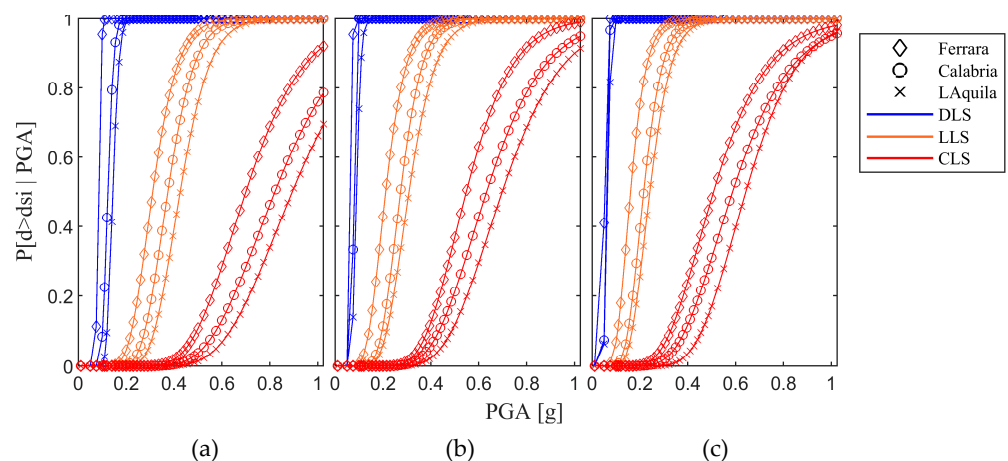 P[d>dsi | PGA]
1
0.8
0.6
0.4
0.2
0
0 0.2 0.4 0.6 0.8 1
0 0.2 0.4 0.6 0.8 1
0 0.2 0.4 0.6 0.8 1
PGA [g]
(a) (b) (c)
Ferrara
Calabria
LAquila
DLS
LLS
CLS